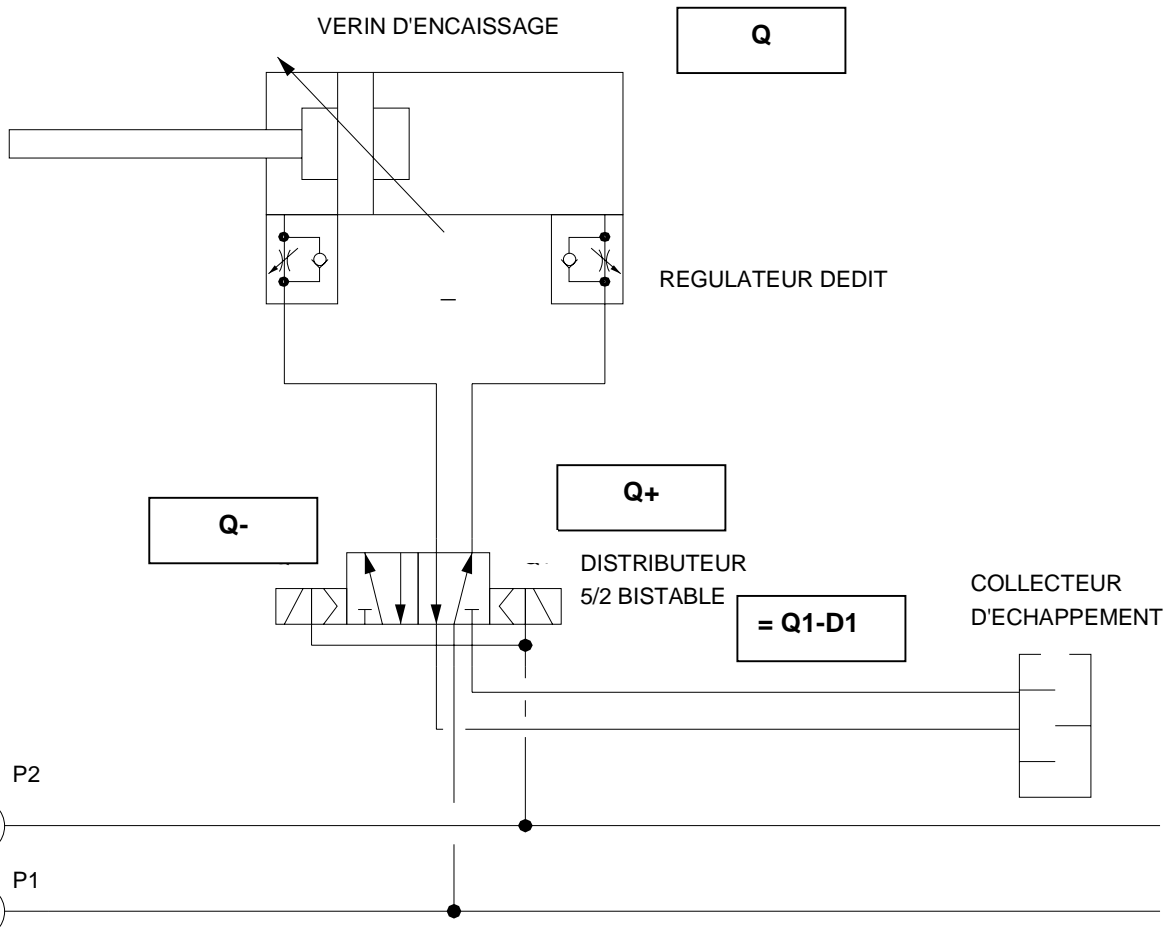 VERIN D'ENCAISSAGE
Q
REGULATEUR DEDIT
Q+
Q-
DISTRIBUTEUR
5/2 BISTABLE
= Q1-D1
COLLECTEUR
D'ECHAPPEMENT
P2
P1